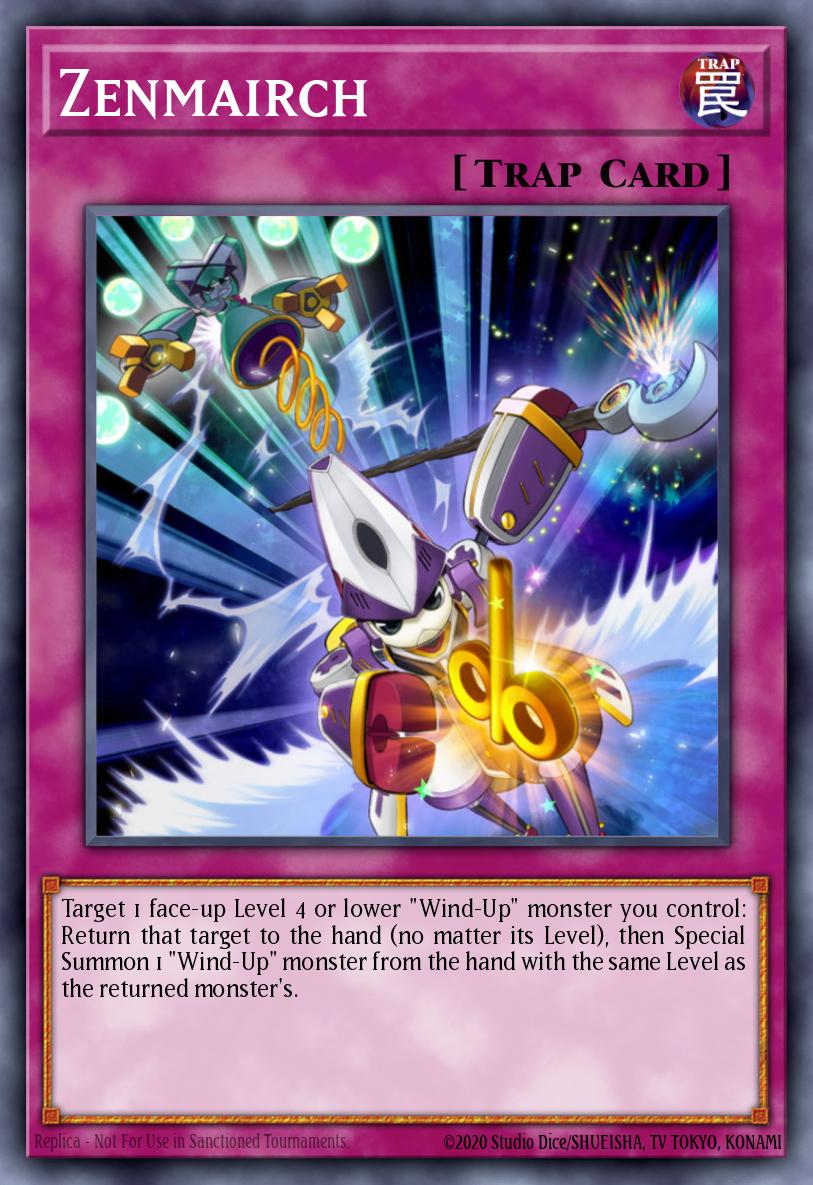 Zenmairch
TRAP
罠
[Trap Card]
Target 1 face-up Level 4 or lower "Wind-Up" monster you control:
Return that target to the hand (no matter its Level), then Special
Summon 1 "Wind-Up" monster from the hand with the same Level as
the returned monster's.
Replica - Not For Use in Sanctioned Tournaments.
©2020 Studio Dice/SHUEISHA, TV TOKYO, KONAMI